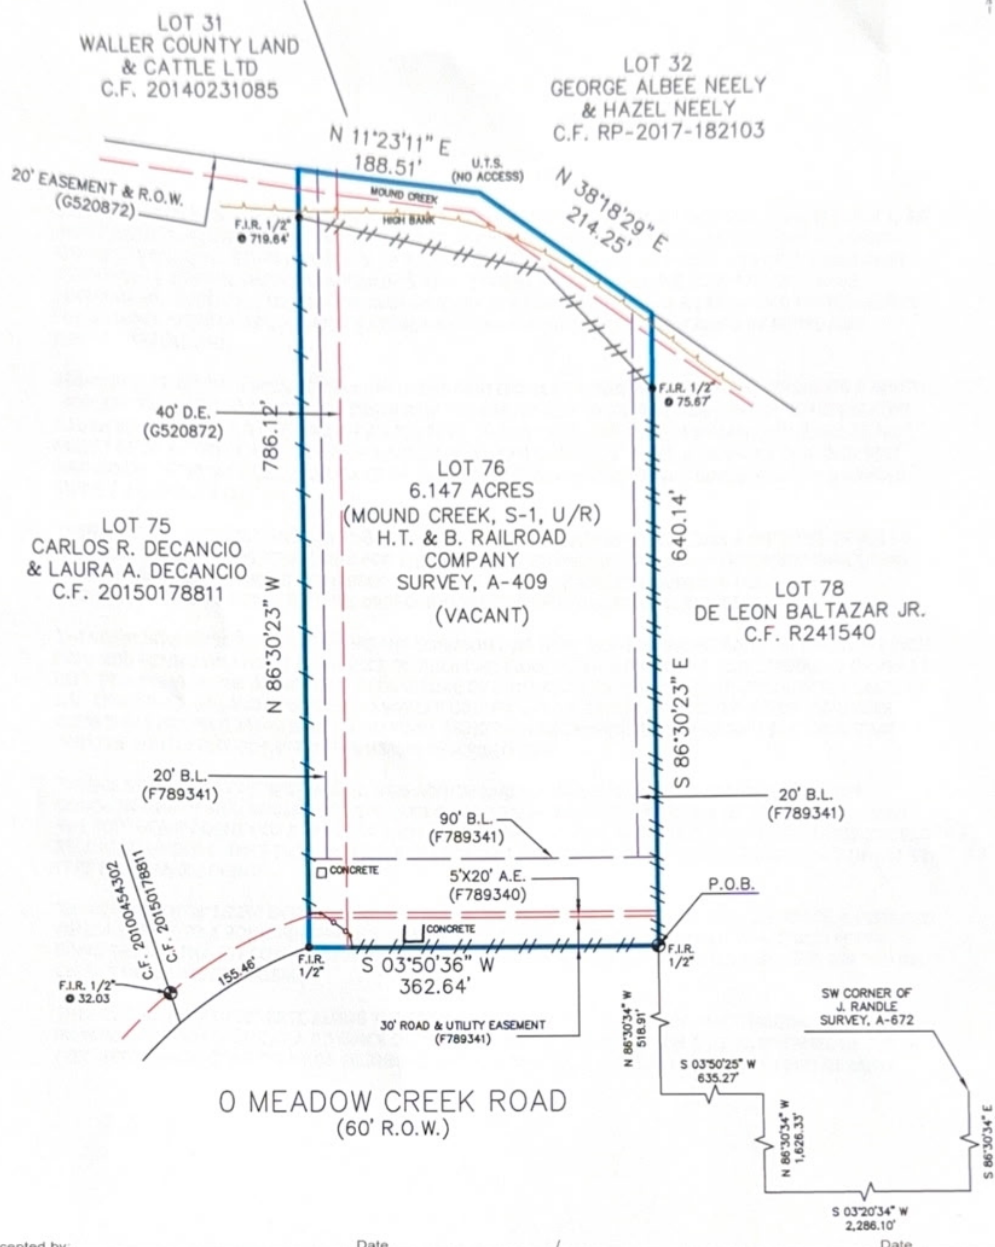 LOT 31
WALLER COUNTY LAND
& CATTLE LTD
C.F. 20140231085
LOT 32
GEORGE ALBEE NEELY
& HAZEL NEELY
C.F. RP-2017-182103
N 11°23'11" E
188.51'
U.T.S.
(NO ACCESS)
N 38°18'29" E
214.25'
20' EASEMENT & R.O.W.
(G520872)
MOUND CREEK
HIGH BANK
F.I.R. 1/2"
@ 719.64'
F.I.R. 1/2"
@ 75.67'
40' D.E.
(G520872)
786.12'
N 86°30'23" W
LOT 76
6.147 ACRES
(MOUND CREEK, S-1, U/R)
H.T. & B. RAILROAD
COMPANY
SURVEY, A-409
(VACANT)
640.14'
S 86°30'23" E
LOT 75
CARLOS R. DECANCIO
& LAURA A. DECANCIO
C.F. 20150178811
LOT 78
DE LEON BALTAZAR JR.
C.F. R241540
20' B.L.
(F789341)
20' B.L.
(F789341)
90' B.L.
(F789341)
CONCRETE
5'X20' A.E.
(F789340)
P.O.B.
CONCRETE
C.F. 20100454302
C.F. 20150178811
F.I.R. 1/2"
@ 32.03
155.46'
F.I.R.
1/2"
S 03°50'36" W
362.64'
F.I.R.
1/2"
30' ROAD & UTILITY EASEMENT
(F789341)
N 86°30'34" W
518.91'
SW CORNER OF
J. RANDLE
SURVEY, A-672
S 03°50'25" W
635.27'
0 MEADOW CREEK ROAD
(60' R.O.W.)
N 86°30'34" W
1,626.33'
S 86°30'34" E
S 03°20'34" W
2,286.10'
cepted by:
Date
/
Date